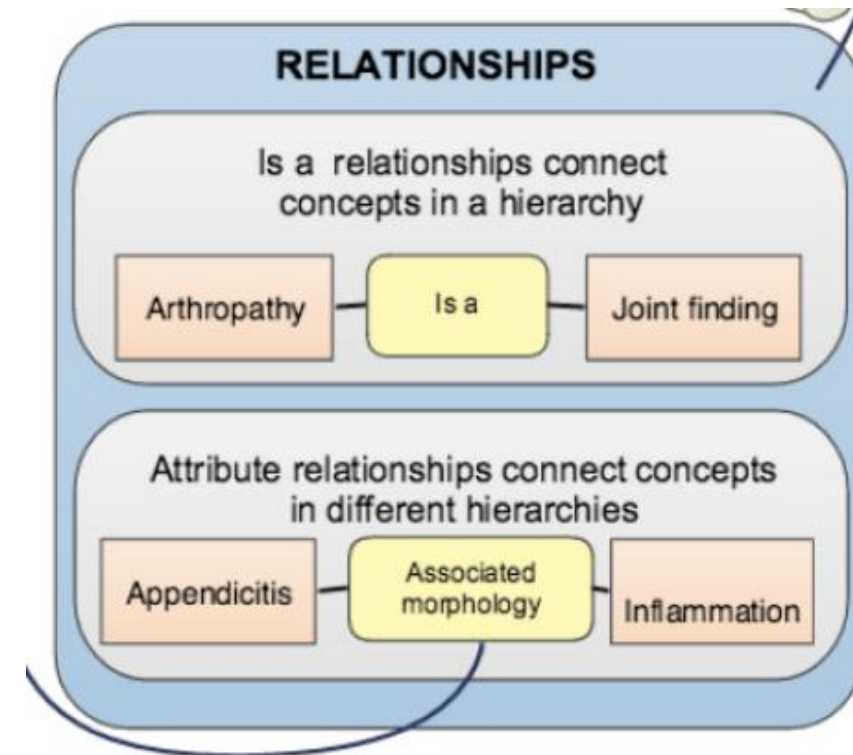 RELATIONSHIPS
Is a relationships connect
concepts in a hierarchy
Arthropathy
Is a
Joint finding
Attribute relationships connect concepts
in different hierarchies
Appendicitis
Associated
morphology
Inflammation